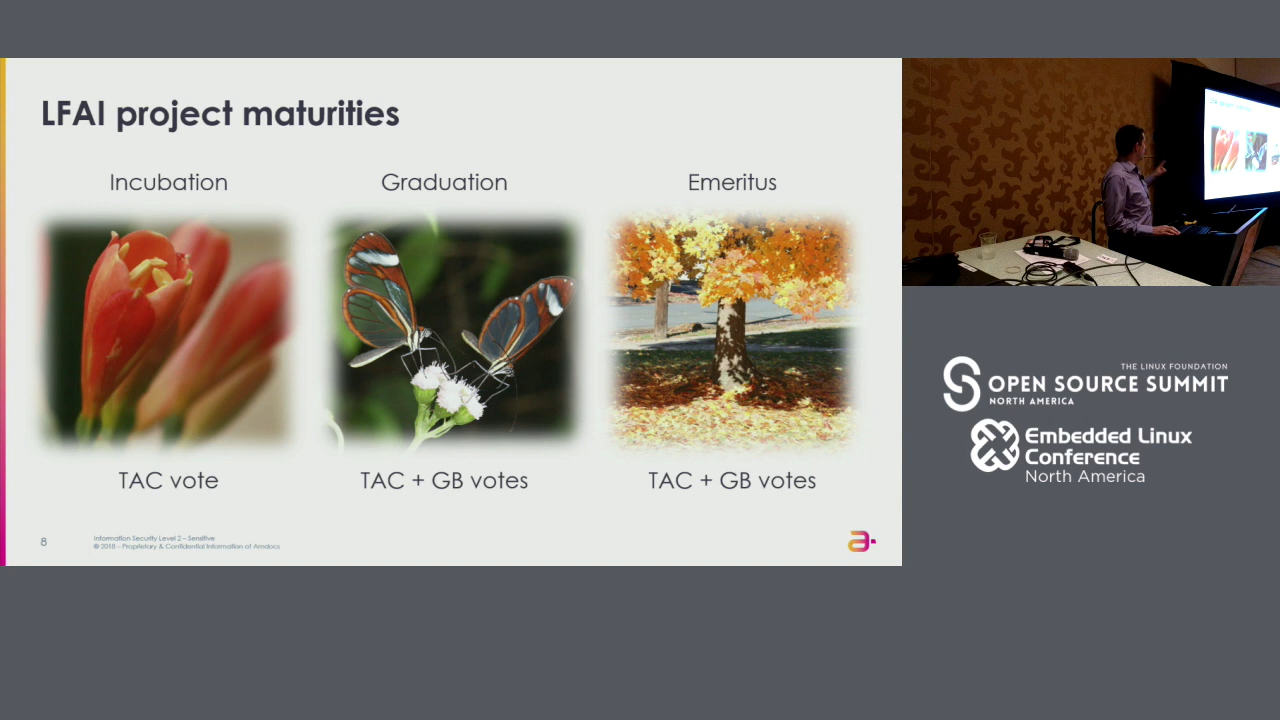 LFAI project maturities
Incubation
Graduation
Emeritus
TAC vote
TAC + GB votes
TAC + GB votes
8
Information Security Level 2 – Sensitive
© 2018 – Proprietary & Confidential Information of Amdocs
THE LINUX FOUNDATION
OPEN SOURCE SUMMIT
NORTH AMERICA
Embedded Linux
Conference
North America